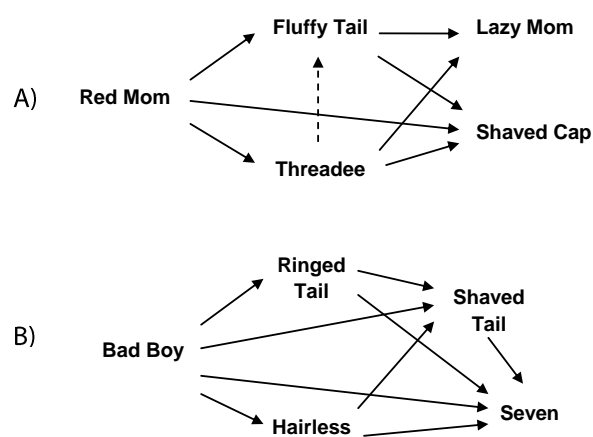 A)
Red Mom
Fluffy Tail
Threadee
Lazy Mom
Shaved Cap
B)
Bad Boy
Ringed
Tail
Hairless
Shaved
Tail
Seven